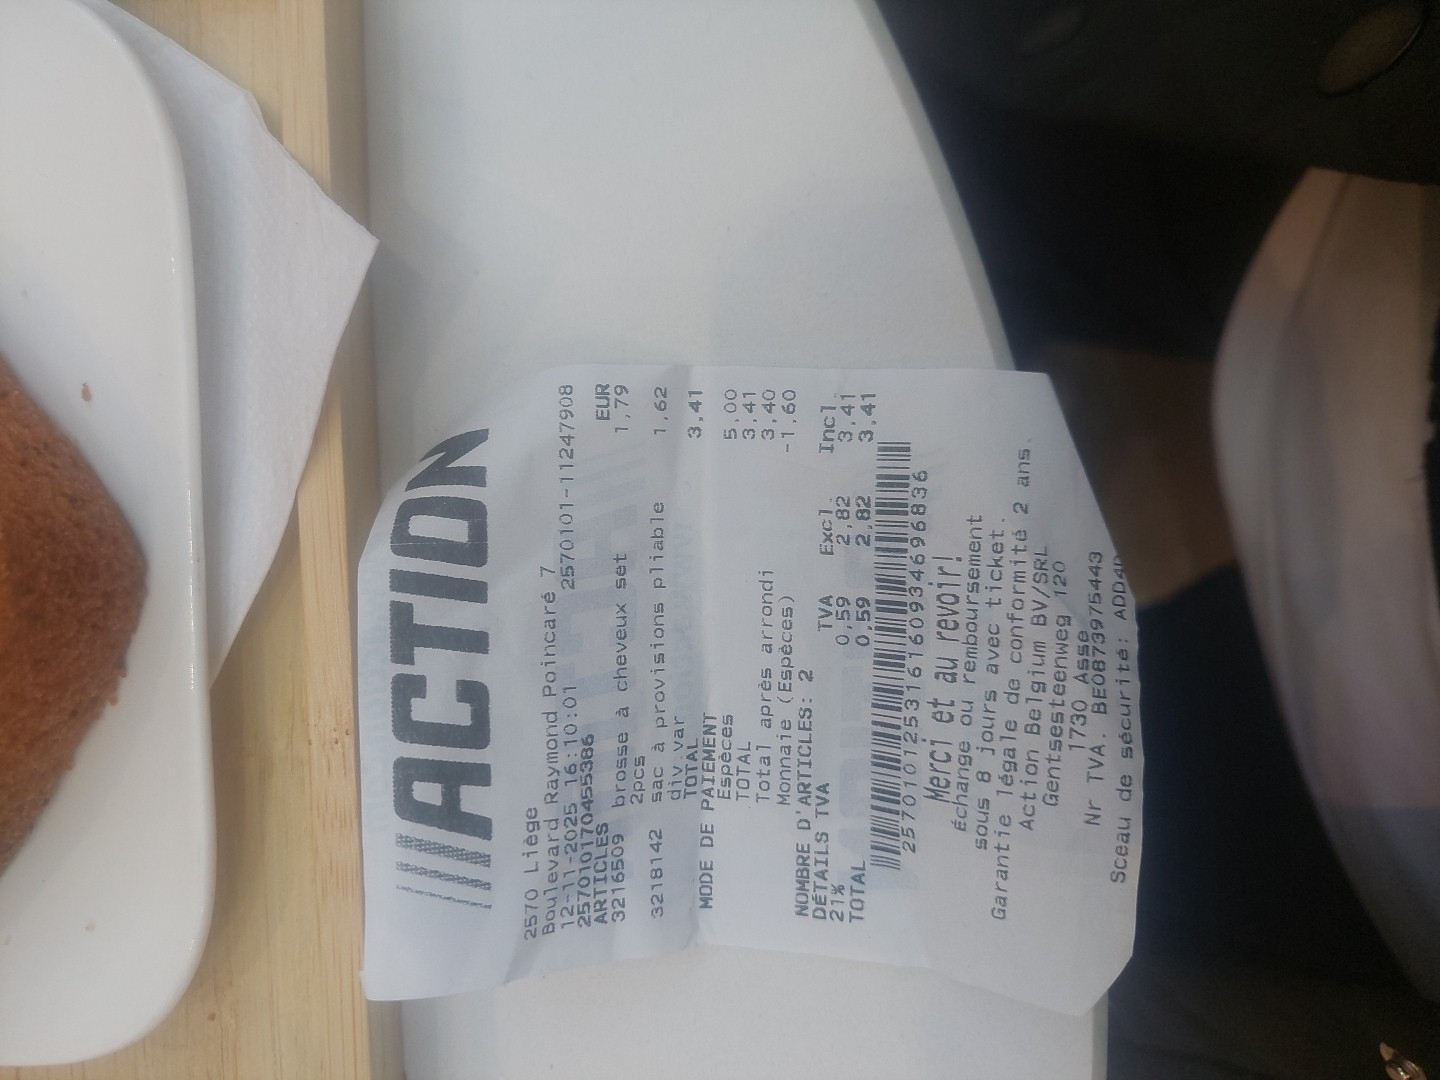 ACTION
2570 Liège
Boulevard Raymond Poincaré 7
12-11-2025 16:10:01 2570101-11247908
257010170455386
ARTICLES EUR
3216509 brosse à cheveux set 1,79
2pcs
3218142 sac à provisions pliable 1,62
div.var
TOTAL 3,41
MODE DE PAIEMENT
Espèces 5,00
TOTAL 3,41
Total après arrondi 3,40
Monnaie (Espèces) -1,60
NOMBRE D'ARTICLES: 2
DÉTAILS TVA TVA Excl. Incl.
21% 0,59 2,82 3,41
TOTAL 0,59 2,82 3,41
257010125316160934696836
Merci et au revoir!
Échange ou remboursement
sous 8 jours avec ticket.
Garantie légale de conformité 2 ans.
Action Belgium BV/SRL
Gentsesteenweg 120
1730 Asse
Nr TVA. BE0873975443
Sceau de sécurité: